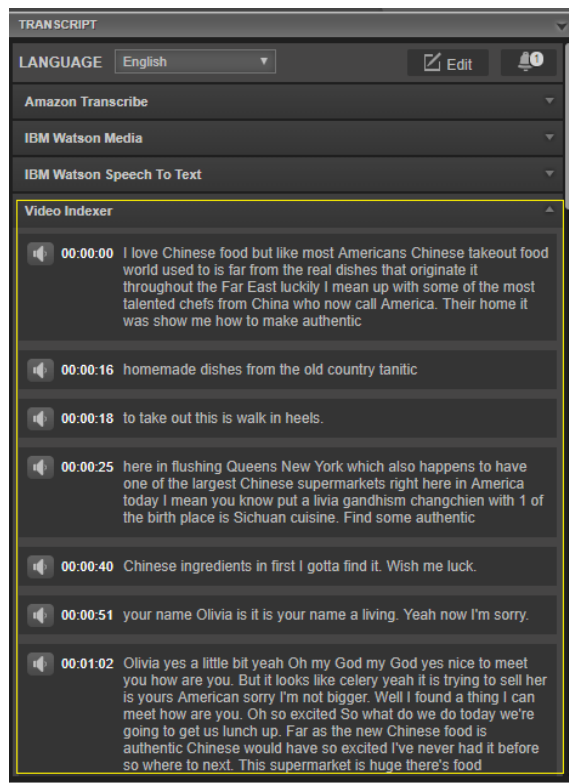 TRANSCRIPT
LANGUAGE English Edit 1
Amazon Transcribe
IBM Watson Media
IBM Watson Speech To Text
Video Indexer
00:00:00 I love Chinese food but like most Americans Chinese takeout food
world used to is far from the real dishes that originate it
throughout the Far East luckily I mean up with some of the most
talented chefs from China who now call America. Their home it
was show me how to make authentic
00:00:16 homemade dishes from the old country tanitic
00:00:18 to take out this is walk in heels.
00:00:25 here in flushing Queens New York which also happens to have
one of the largest Chinese supermarkets right here in America
today I mean you know put a livia gandhism changchien with 1 of
the birth place is Sichuan cuisine. Find some authentic
00:00:40 Chinese ingredients in first I gotta find it. Wish me luck.
00:00:51 your name Olivia is it is your name a living. Yeah now I'm sorry.
00:01:02 Olivia yes a little bit yeah Oh my God my God yes nice to meet
you how are you. But it looks like celery yeah it is trying to sell her
is yours American sorry I'm not bigger. Well I found a thing I can
meet how are you. Oh so excited So what do we do today we're
going to get us lunch up. Far as the new Chinese food is
authentic Chinese would have so excited I've never had it before
so where to next. This supermarket is huge there's food